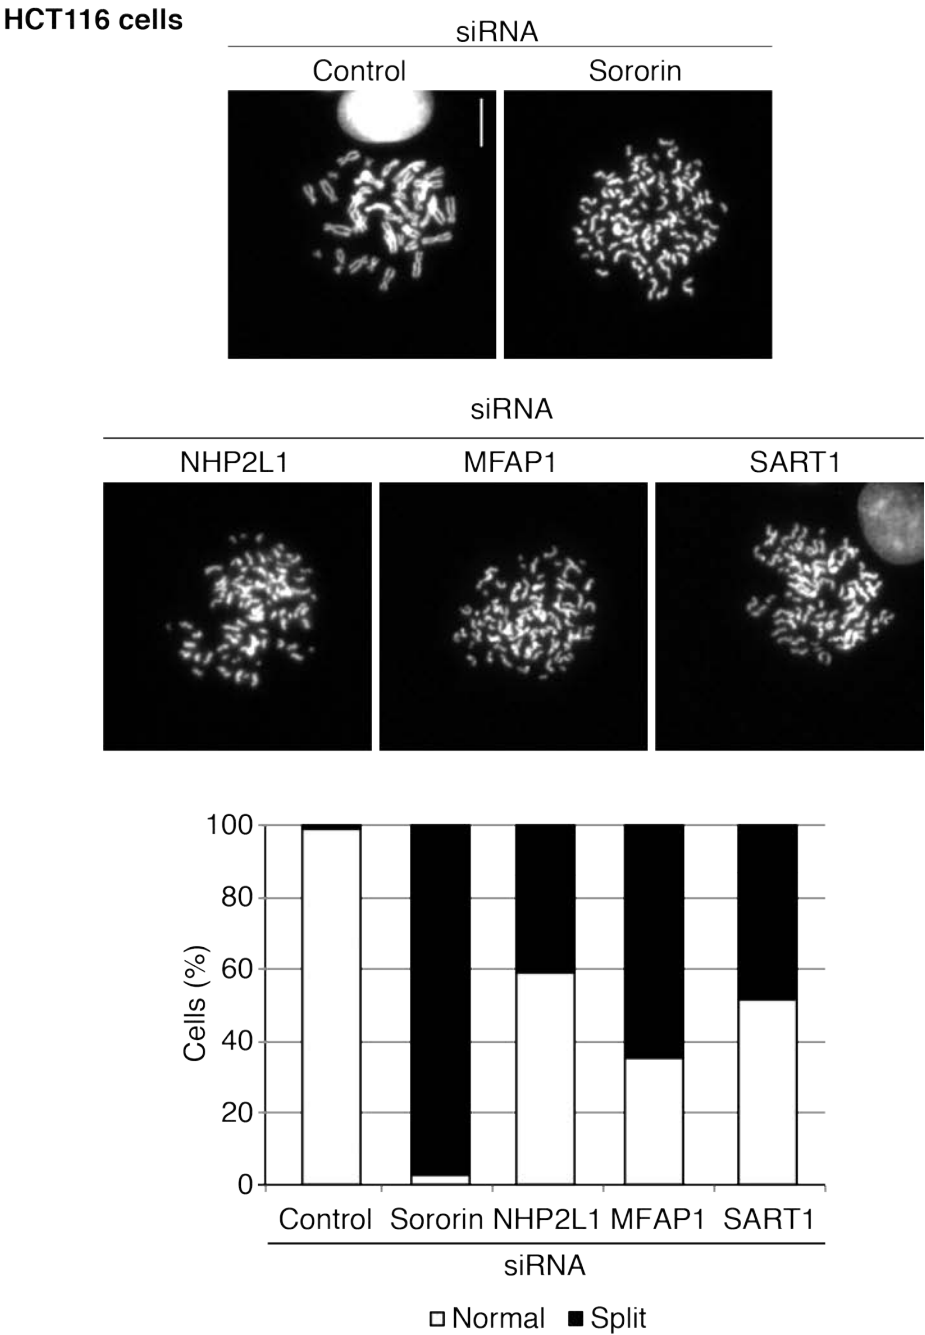 HCT116 cells
siRNA
Control Sororin
siRNA
NHP2L1 MFAP1 SART1
100
80
60
40
20
0
Cells (%)
Control Sororin NHP2L1 MFAP1 SART1
siRNA
Normal Split